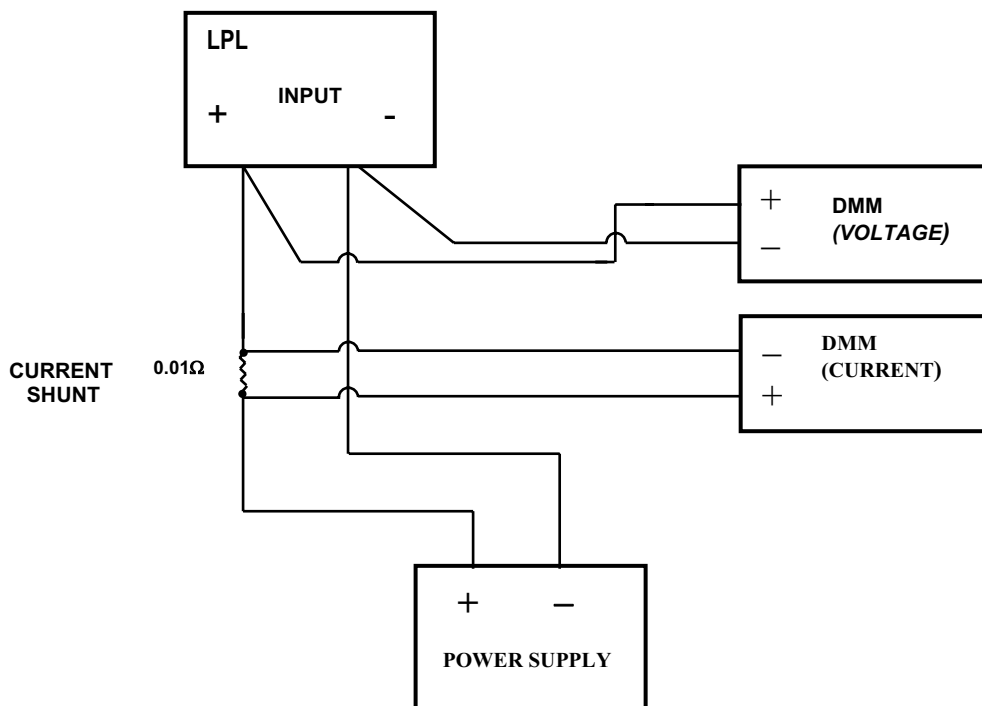 LPL
INPUT
+ -
+ DMM
(VOLTAGE)
−
− DMM
(CURRENT)
+
0.01Ω
CURRENT
SHUNT
+ −
POWER SUPPLY